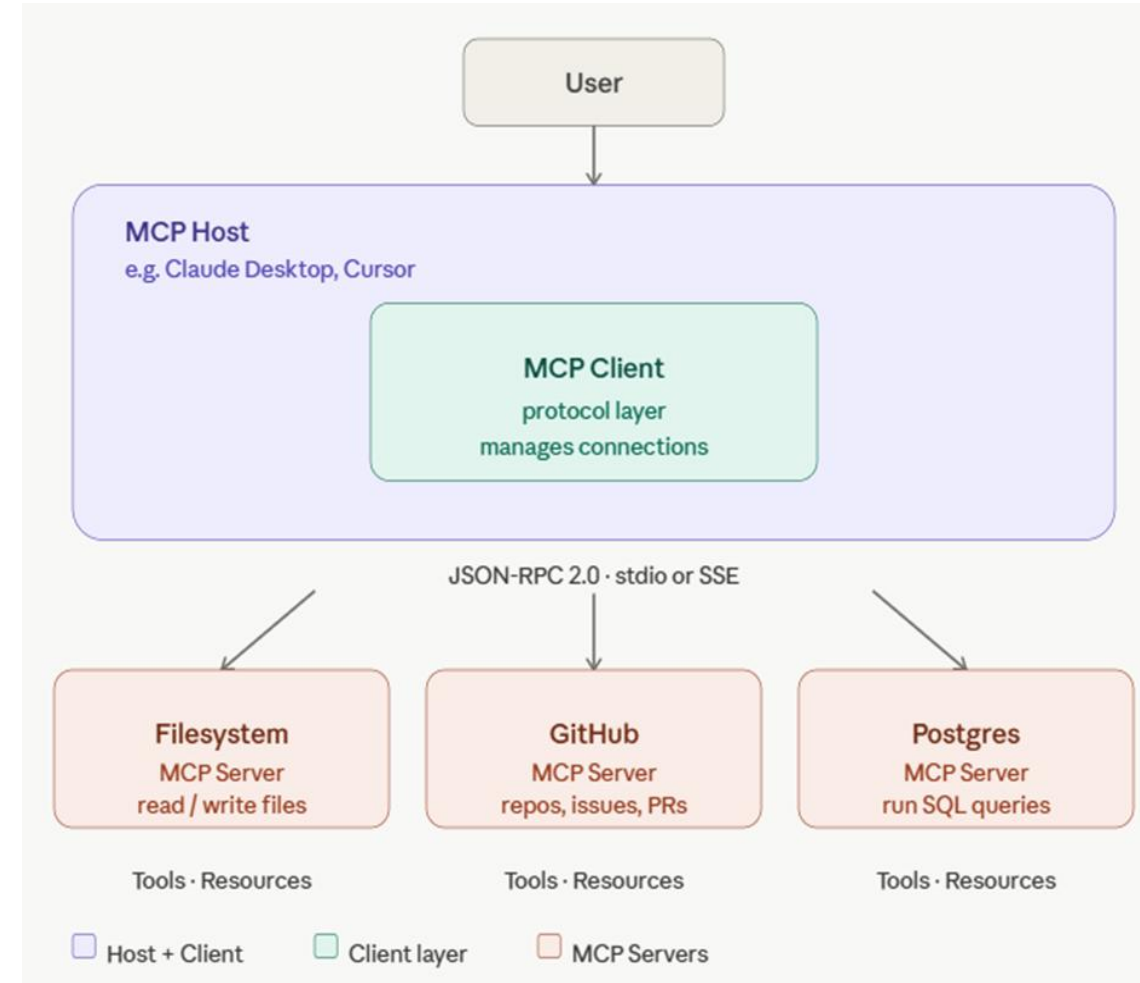 User
MCP Host
e.g. Claude Desktop, Cursor
MCP Client
protocol layer
manages connections
JSON-RPC 2.0 · stdio or SSE
Filesystem
MCP Server
read / write files
GitHub
MCP Server
repos, issues, PRs
Postgres
MCP Server
run SQL queries
Tools · Resources
Tools · Resources
Tools · Resources
Host + Client
Client layer
MCP Servers